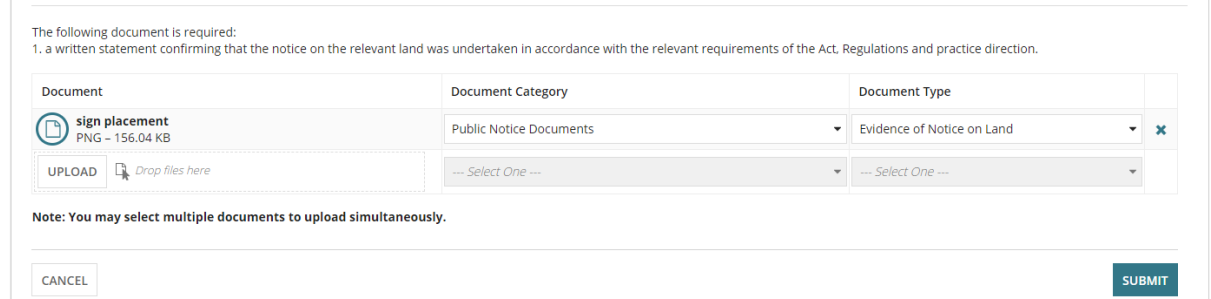 The following document is required:
1. a written statement confirming that the notice on the relevant land was undertaken in accordance with the relevant requirements of the Act, Regulations and practice direction.
Document Document Category Document Type
sign placement
PNG – 156.04 KB
Public Notice Documents
Evidence of Notice on Land
UPLOAD Drop files here --- Select One --- --- Select One ---
Note: You may select multiple documents to upload simultaneously.
CANCEL SUBMIT